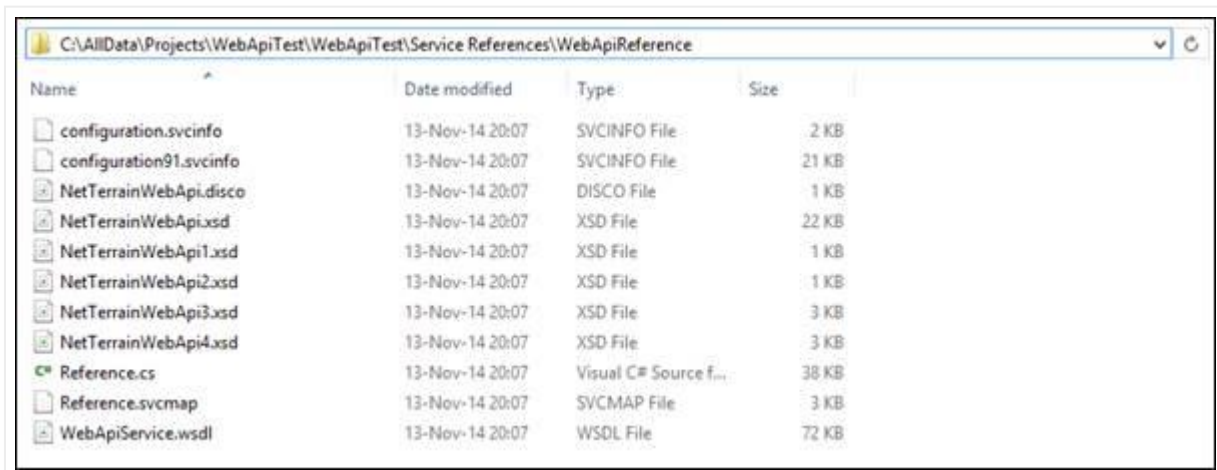 C:\AllData\Projects\WebApiTest\WebApiTest\Service References\WebApiReference
Name Date modified Type Size
configuration.svcinfo 13-Nov-14 20:07 SVCINFO File 2 KB
configuration91.svcinfo 13-Nov-14 20:07 SVCINFO File 21 KB
NetTerrainWebApi.disco 13-Nov-14 20:07 DISCO File 1 KB
NetTerrainWebApi.xsd 13-Nov-14 20:07 XSD File 22 KB
NetTerrainWebApi1.xsd 13-Nov-14 20:07 XSD File 1 KB
NetTerrainWebApi2.xsd 13-Nov-14 20:07 XSD File 1 KB
NetTerrainWebApi3.xsd 13-Nov-14 20:07 XSD File 3 KB
NetTerrainWebApi4.xsd 13-Nov-14 20:07 XSD File 3 KB
C# Reference.cs 13-Nov-14 20:07 Visual C# Source f... 38 KB
Reference.svcmap 13-Nov-14 20:07 SVCMAP File 3 KB
WebApiService.wsdl 13-Nov-14 20:07 WSDL File 72 KB